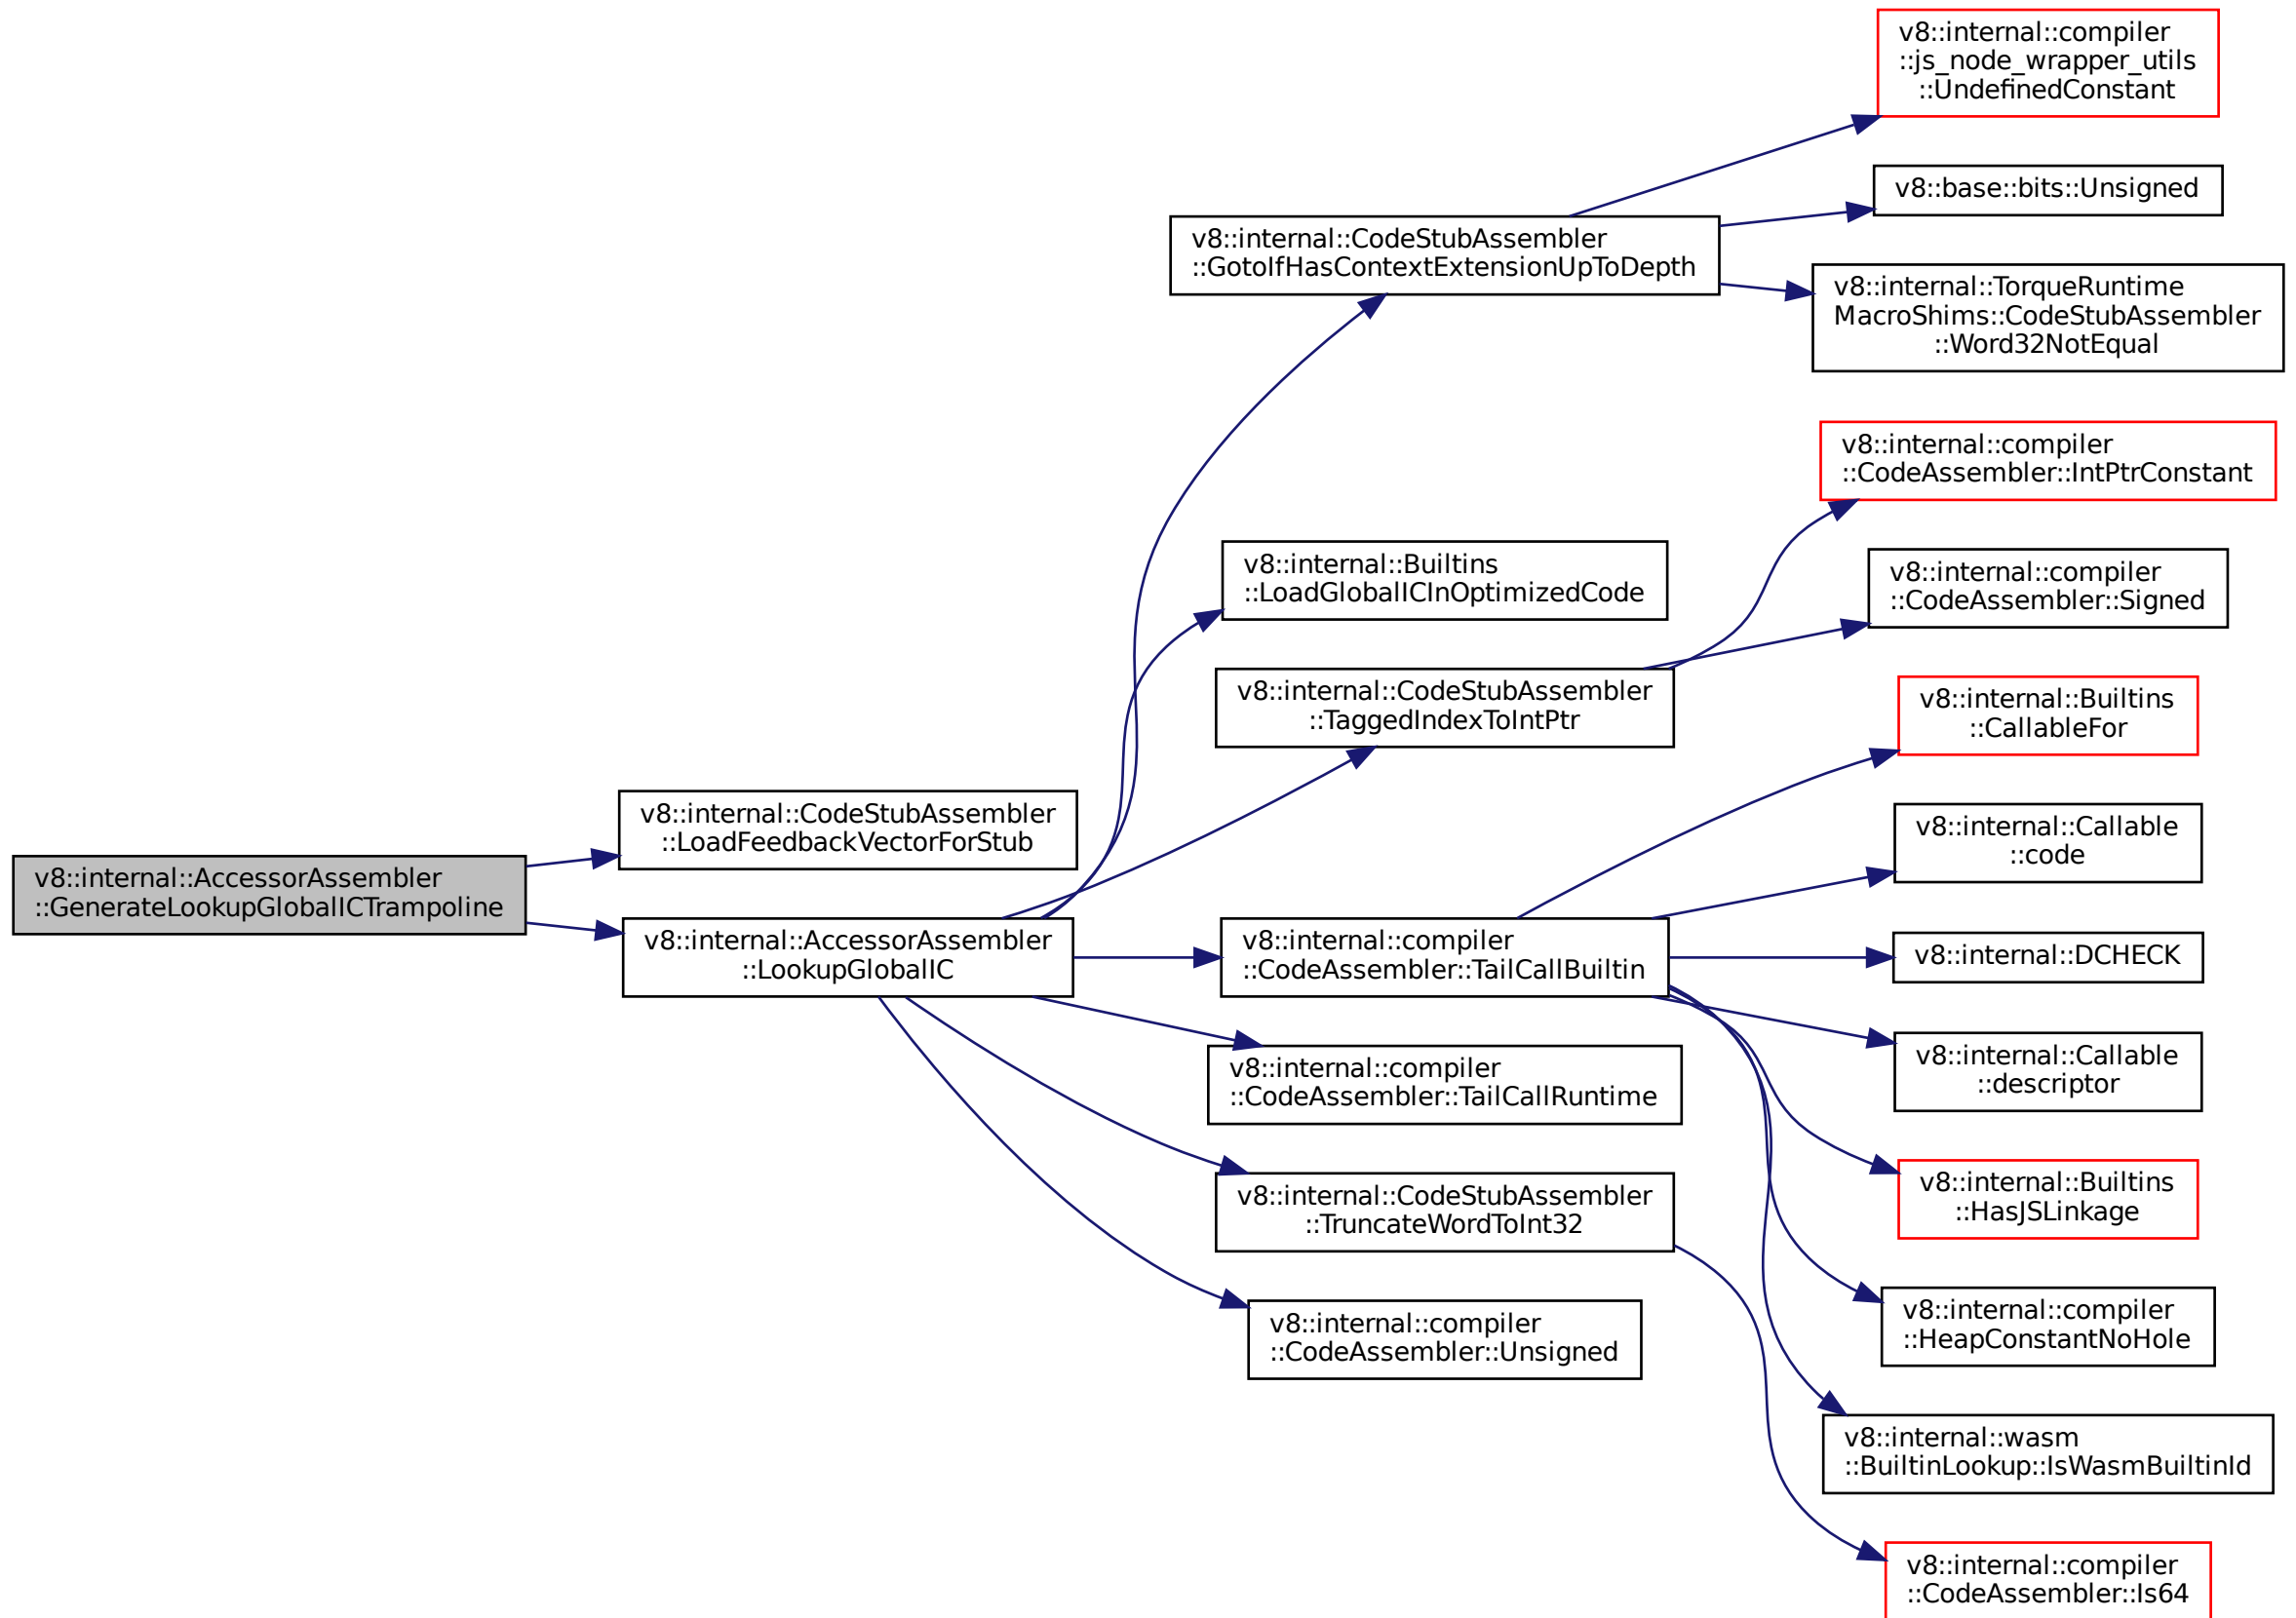 v8::internal::AccessorAssembler
::GenerateLookupGlobalICTrampoline
v8::internal::CodeStubAssembler
::LoadFeedbackVectorForStub
v8::internal::AccessorAssembler
::LookupGlobalIC
v8::internal::CodeStubAssembler
::GotoIfHasContextExtensionUpToDepth
v8::internal::Builtins
::LoadGlobalICInOptimizedCode
v8::internal::CodeStubAssembler
::TaggedIndexToIntPtr
v8::internal::compiler
::CodeAssembler::TailCallBuiltin
v8::internal::compiler
::CodeAssembler::TailCallRuntime
v8::internal::CodeStubAssembler
::TruncateWordToInt32
v8::internal::compiler
::CodeAssembler::Unsigned
v8::internal::compiler
::js_node_wrapper_utils
::UndefinedConstant
v8::base::bits::Unsigned
v8::internal::TorqueRuntime
MacroShims::CodeStubAssembler
::Word32NotEqual
v8::internal::compiler
::CodeAssembler::IntPtrConstant
v8::internal::compiler
::CodeAssembler::Signed
v8::internal::Builtins
::CallableFor
v8::internal::Callable
::code
v8::internal::DCHECK
v8::internal::Callable
::descriptor
v8::internal::Builtins
::HasJSLinkage
v8::internal::compiler
::HeapConstantNoHole
v8::internal::wasm
::BuiltinLookup::IsWasmBuiltinId
v8::internal::compiler
::CodeAssembler::Is64